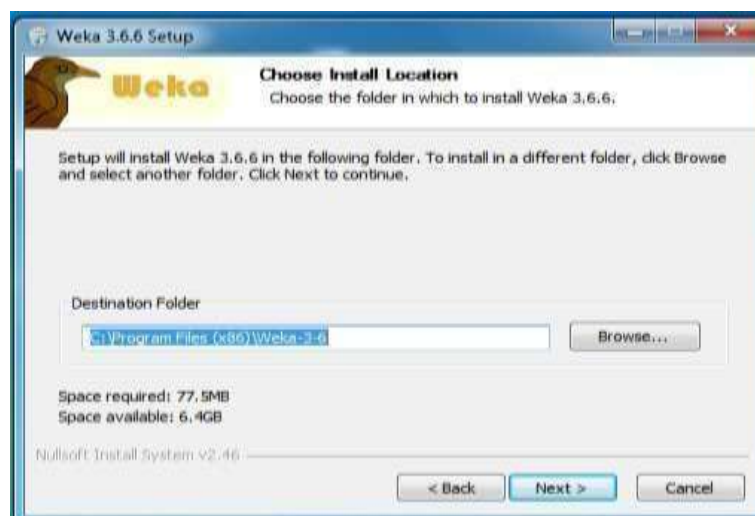 Weka 3.6.6 Setup
Weka
Choose Install Location
Choose the folder in which to install Weka 3.6.6.
Setup will install Weka 3.6.6 in the following folder. To install in a different folder, click Browse
and select another folder. Click Next to continue.
Destination Folder
C:\Program Files (x86)\Weka-3-6
Browse...
Space required: 77.5MB
Space available: 6.4GB
Nullsoft Install System v2.46
< Back
Next >
Cancel